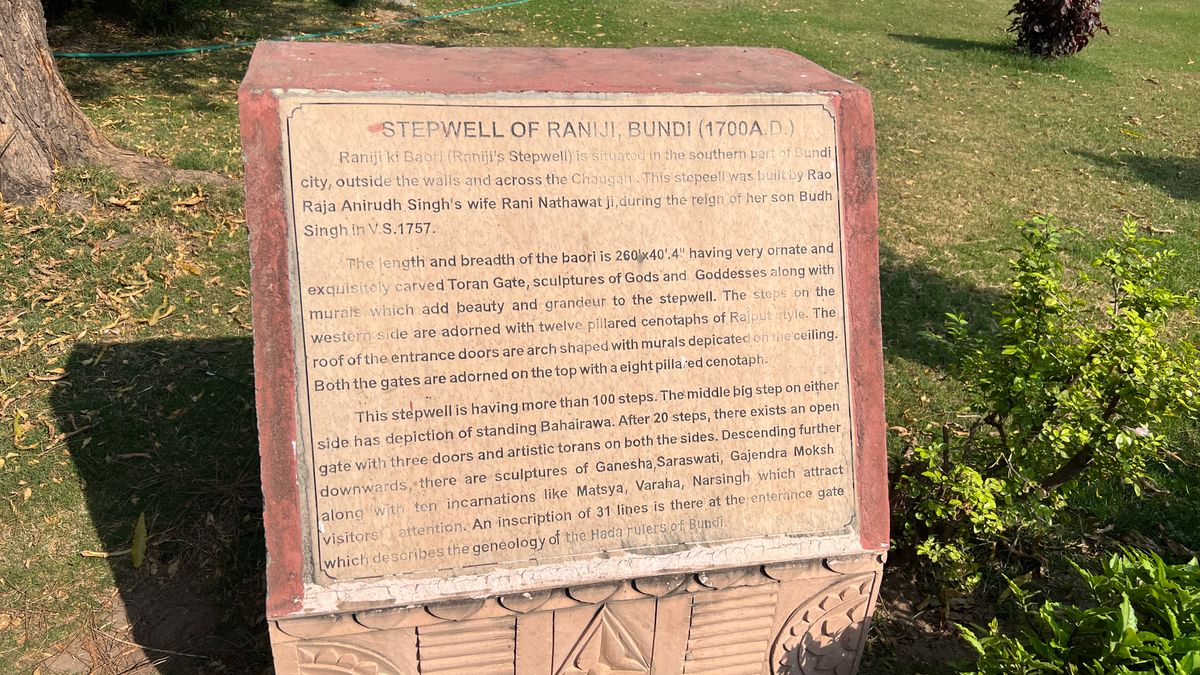 STEPWELL OF RANIJI, BUNDI (1700A.D.)
Raniji ki Baori (Raniji's Stepwell) is situated in the southern part of Bundi
city, outside the walls and across the Chaugan. This stepeell was built by Rao
Raja Anirudh Singh's wife Rani Nathawat ji,during the reign of her son Budh
Singh in V.S.1757.
The length and breadth of the baori is 260'x40'.4" having very ornate and
exquisitely carved Toran Gate, sculptures of Gods and Goddesses along with
murals which add beauty and grandeur to the stepwell. The steps on the
western side are adorned with twelve pillared cenotaphs of Rajput style. The
roof of the entrance doors are arch shaped with murals depicated on the ceiling.
Both the gates are adorned on the top with a eight pillared cenotaph.
This stepwell is having more than 100 steps. The middle big step on either
side has depiction of standing Bahairawa. After 20 steps, there exists an open
gate with three doors and artistic torans on both the sides. Descending further
downwards, there are sculptures of Ganesha,Saraswati, Gajendra Moksh
along with ten incarnations like Matsya, Varaha, Narsingh which attract
visitors' attention. An inscription of 31 lines is there at the enterance gate
which describes the geneology of the Hada rulers of Bundi.